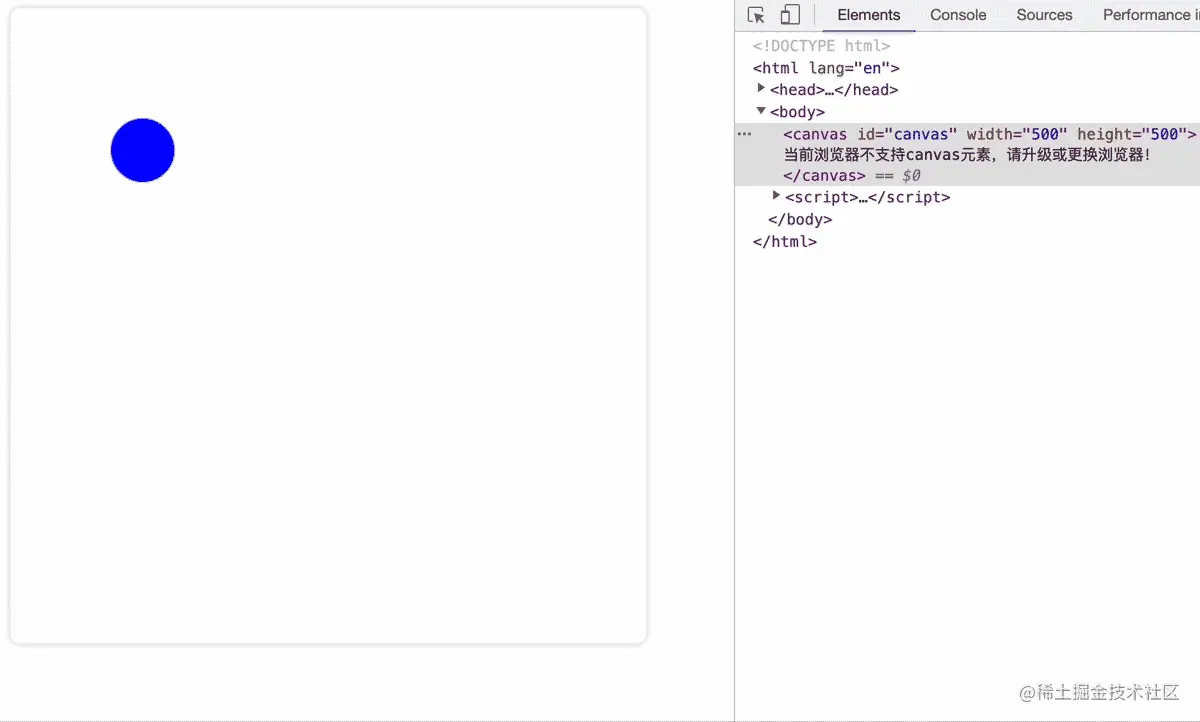 Elements Console Sources Performance in
<!DOCTYPE html>
<html lang="en">
<head>…</head>
<body>
<canvas id="canvas" width="500" height="500">
当前浏览器不支持canvas元素，请升级或更换浏览器！
</canvas> == $0
<script>…</script>
</body>
</html>
@稀土掘金技术社区